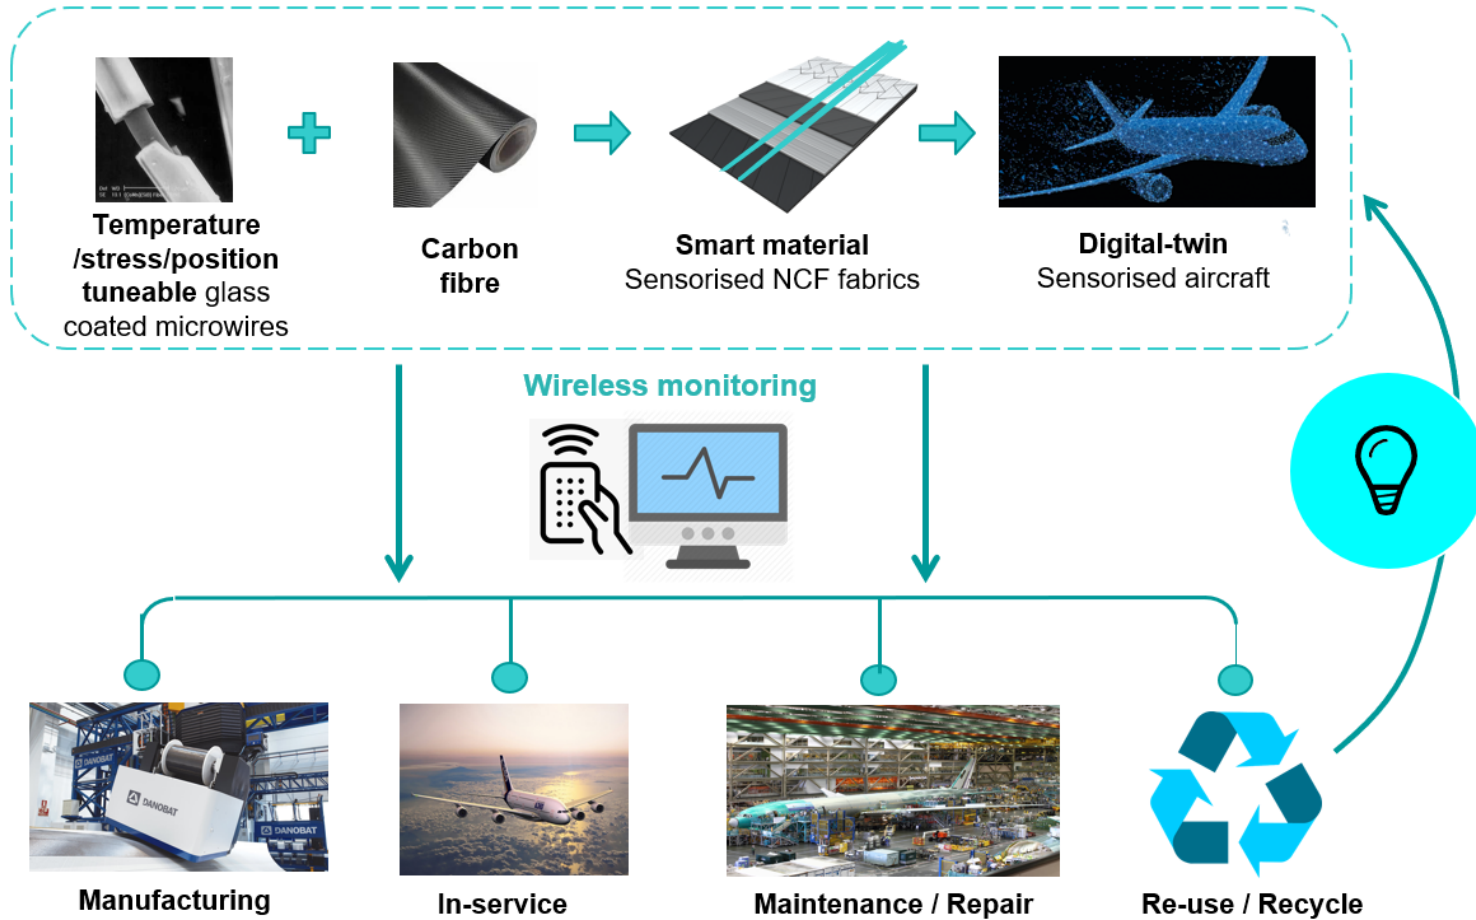 Temperature
/stress/position
tuneable glass
coated microwires
Carbon
fibre
Smart material
Sensorised NCF fabrics
Digital-twin
Sensorised aircraft
Wireless monitoring
DANOBAT
DANOBAT
DANOBAT
Manufacturing
In-service
Maintenance / Repair
Re-use / Recycle